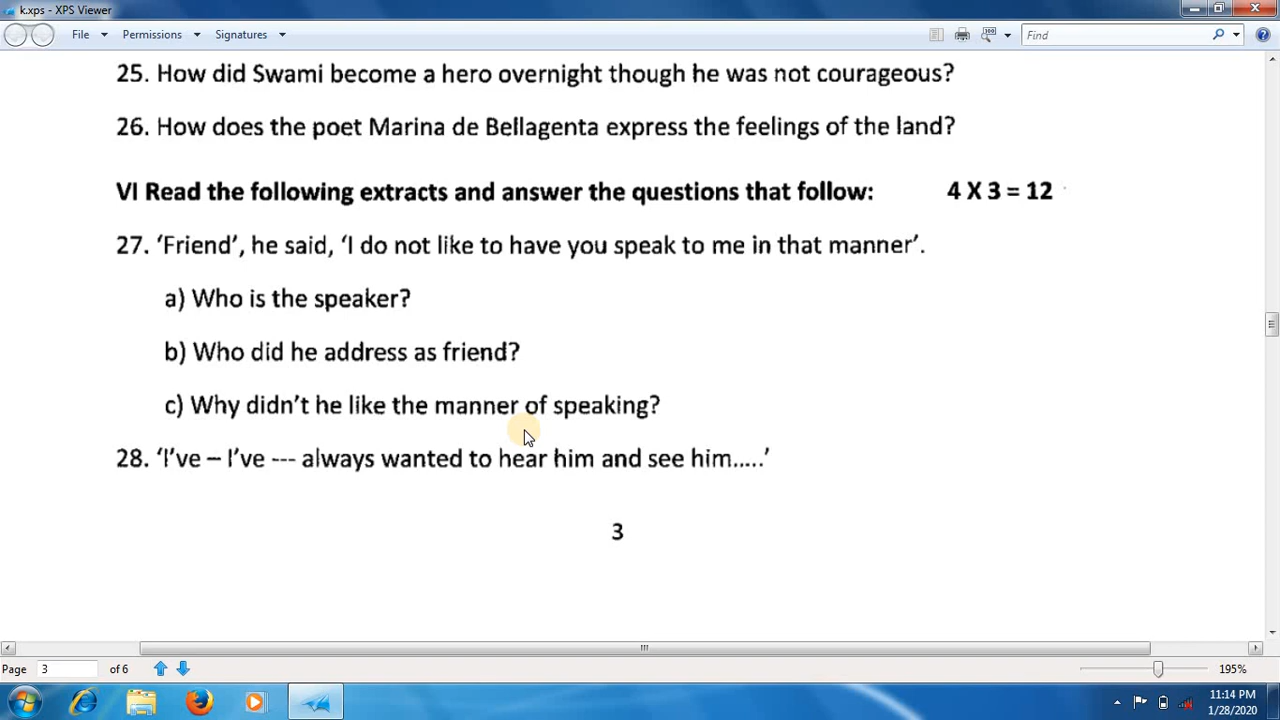 k.xps - XPS Viewer
File Permissions Signatures
Find
25. How did Swami become a hero overnight though he was not courageous?
26. How does the poet Marina de Bellagenta express the feelings of the land?
VI Read the following extracts and answer the questions that follow: 4 X 3 = 12
27. ‘Friend’, he said, ‘I do not like to have you speak to me in that manner’.
a) Who is the speaker?
b) Who did he address as friend?
c) Why didn’t he like the manner of speaking?
28. ‘I’ve – I’ve --- always wanted to hear him and see him.....’
3
Page 3 of 6
195%
11:14 PM
1/28/2020